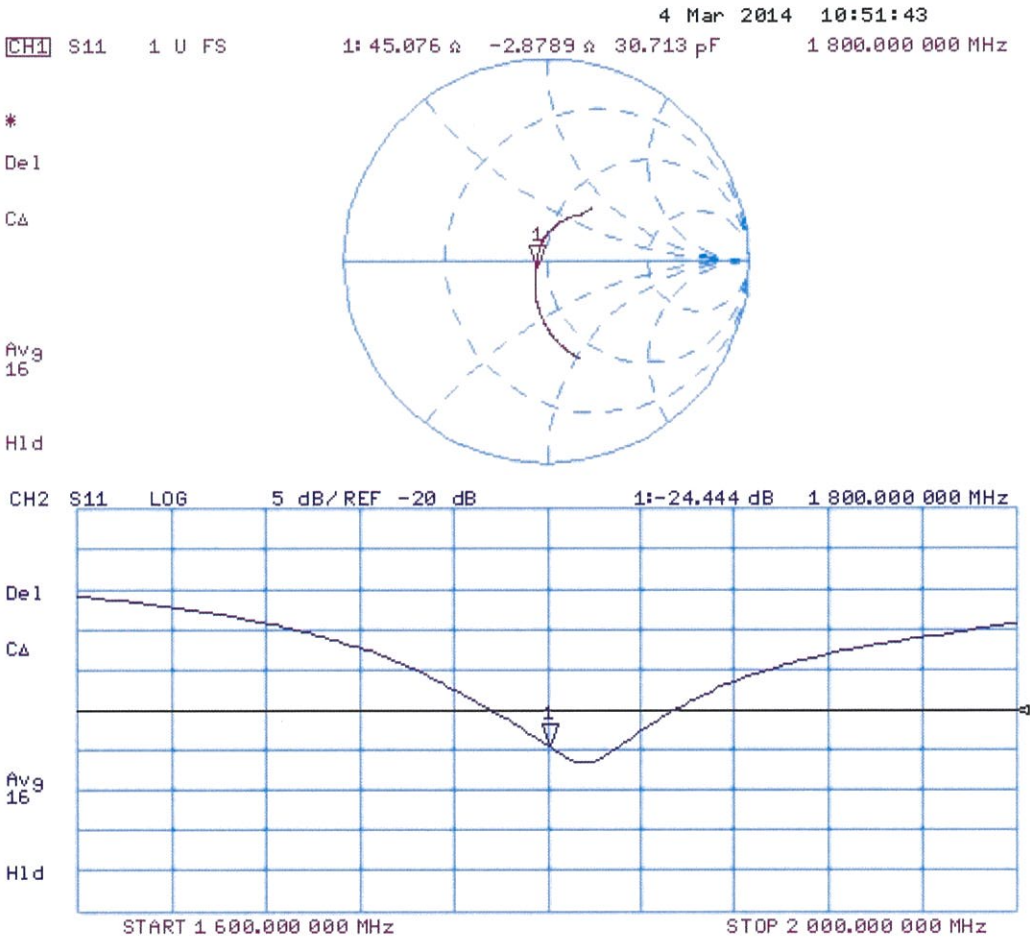 4 Mar 2014 10:51:43
CH1 S11 1 U FS 1: 45.076 Ω -2.8789 Ω 30.713 pF 1 800.000 000 MHz
*
Del
CΔ
1
Avg
16
Hld
CH2 S11 LOG 5 dB/REF -20 dB 1:-24.444 dB 1 800.000 000 MHz
Del
CΔ
1
Avg
16
Hld
START 1 600.000 000 MHz STOP 2 000.000 000 MHz